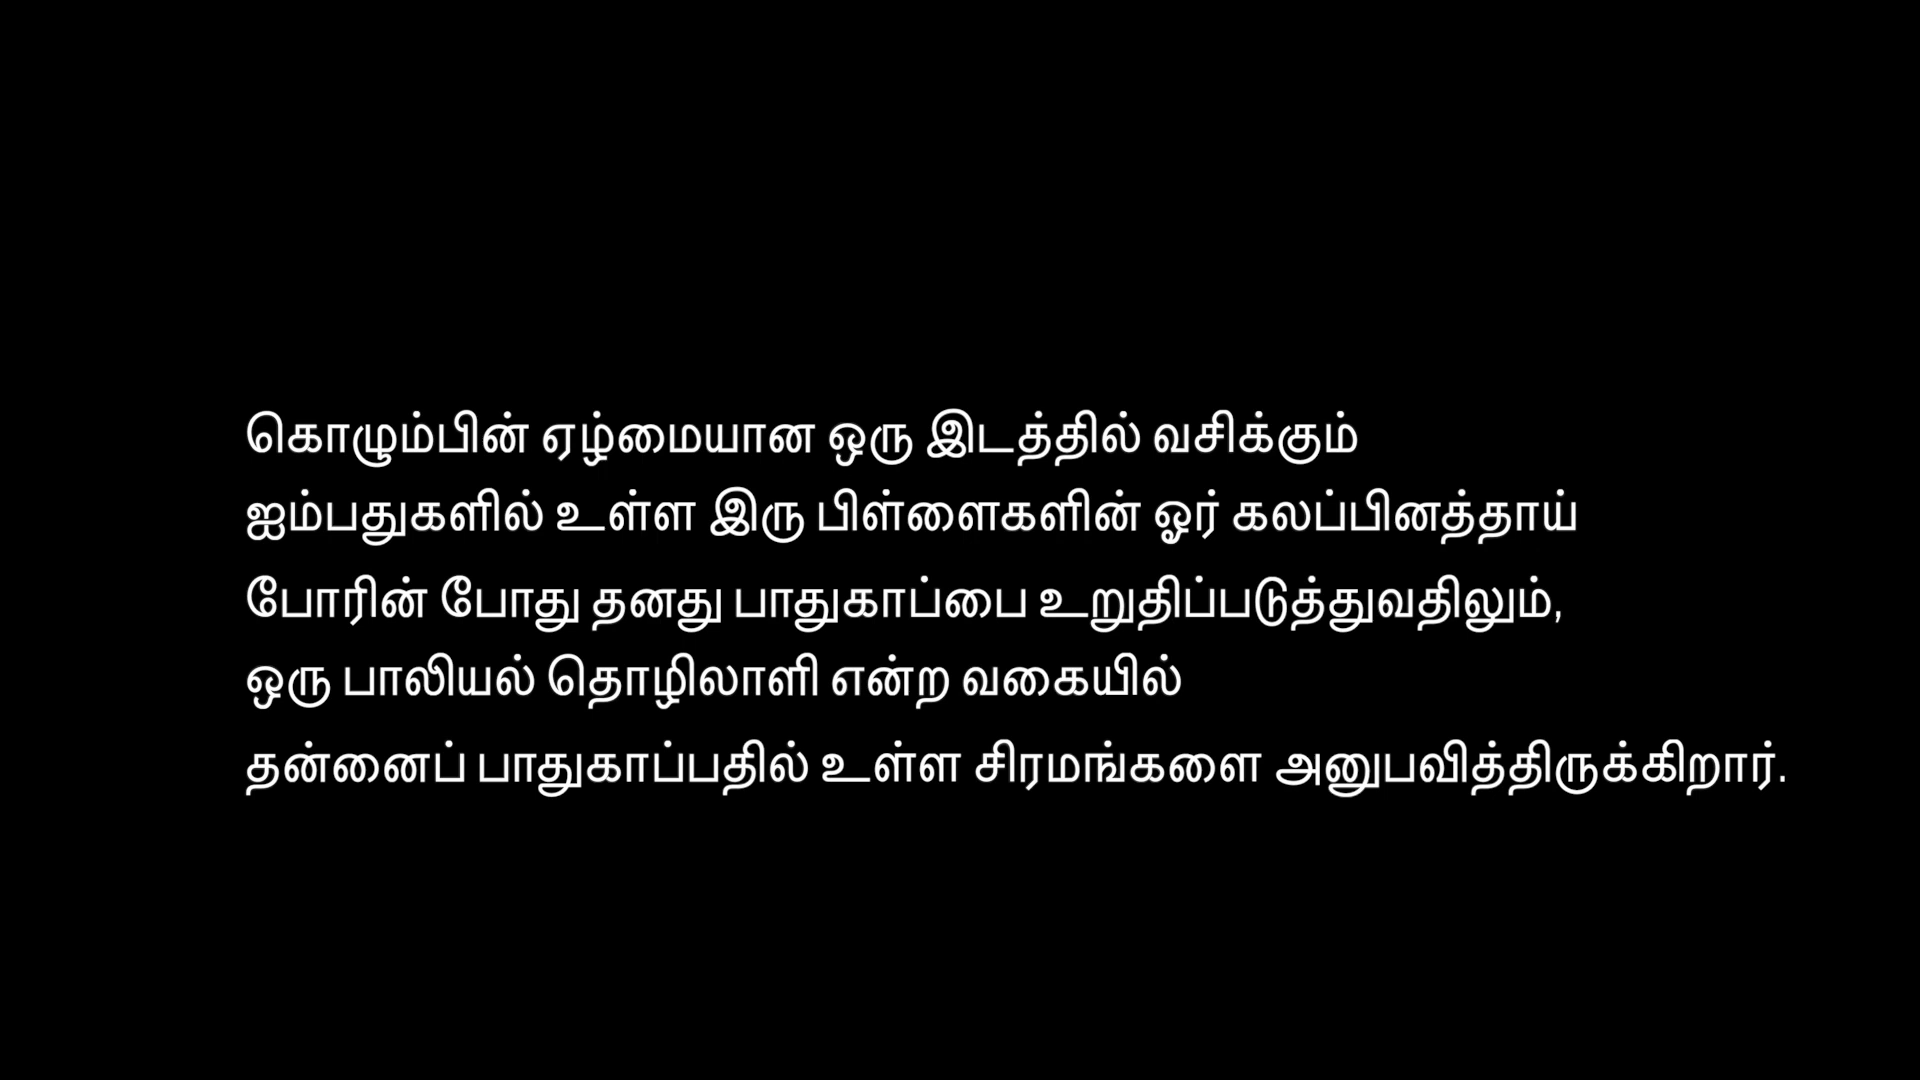 கொழும்பின் ஏழ்மையான ஒரு இடத்தில் வசிக்கும்
ஐம்பதுகளில் உள்ள இரு பிள்ளைகளின் ஓர் கலப்பினத்தாய்
போரின் போது தனது பாதுகாப்பை உறுதிப்படுத்துவதிலும்,
ஒரு பாலியல் தொழிலாளி என்ற வகையில்
தன்னைப் பாதுகாப்பதில் உள்ள சிரமங்களை அனுபவித்திருக்கிறார்.